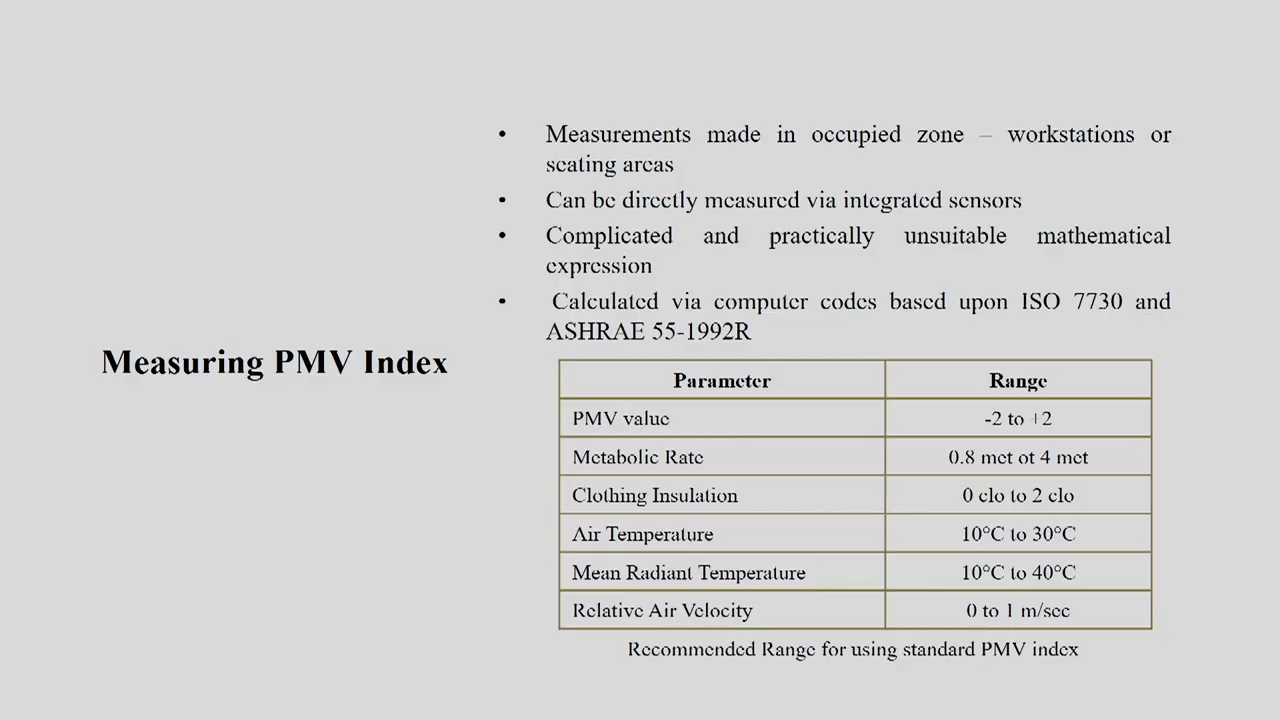 Measuring PMV Index
• Measurements made in occupied zone – workstations or
seating areas
• Can be directly measured via integrated sensors
• Complicated and practically unsuitable mathematical
expression
• Calculated via computer codes based upon ISO 7730 and
ASHRAE 55-1992R
Parameter Range
PMV value -2 to +2
Metabolic Rate 0.8 met ot 4 met
Clothing Insulation 0 clo to 2 clo
Air Temperature 10°C to 30°C
Mean Radiant Temperature 10°C to 40°C
Relative Air Velocity 0 to 1 m/sec
Recommended Range for using standard PMV index